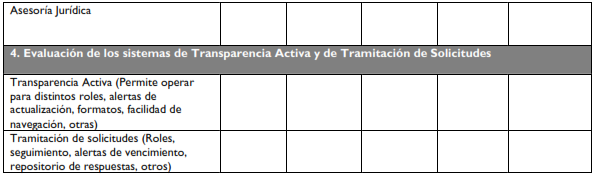 Asesoría Jurídica
4. Evaluación de los sistemas de Transparencia Activa y de Tramitación de Solicitudes
Transparencia Activa (Permite operar
para distintos roles, alertas de
actualización, formatos, facilidad de
navegación, otras)
Tramitación de solicitudes (Roles,
seguimiento, alertas de vencimiento,
repositorio de respuestas, otros)